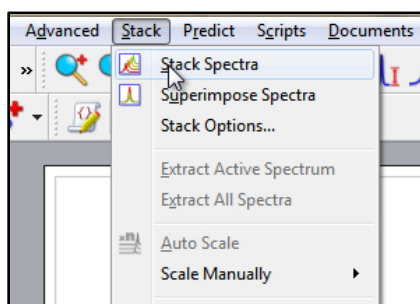 Advanced Stack Predict Scripts Documents
»
Stack Spectra
Superimpose Spectra
Stack Options...
Extract Active Spectrum
Extract All Spectra
Auto Scale
Scale Manually